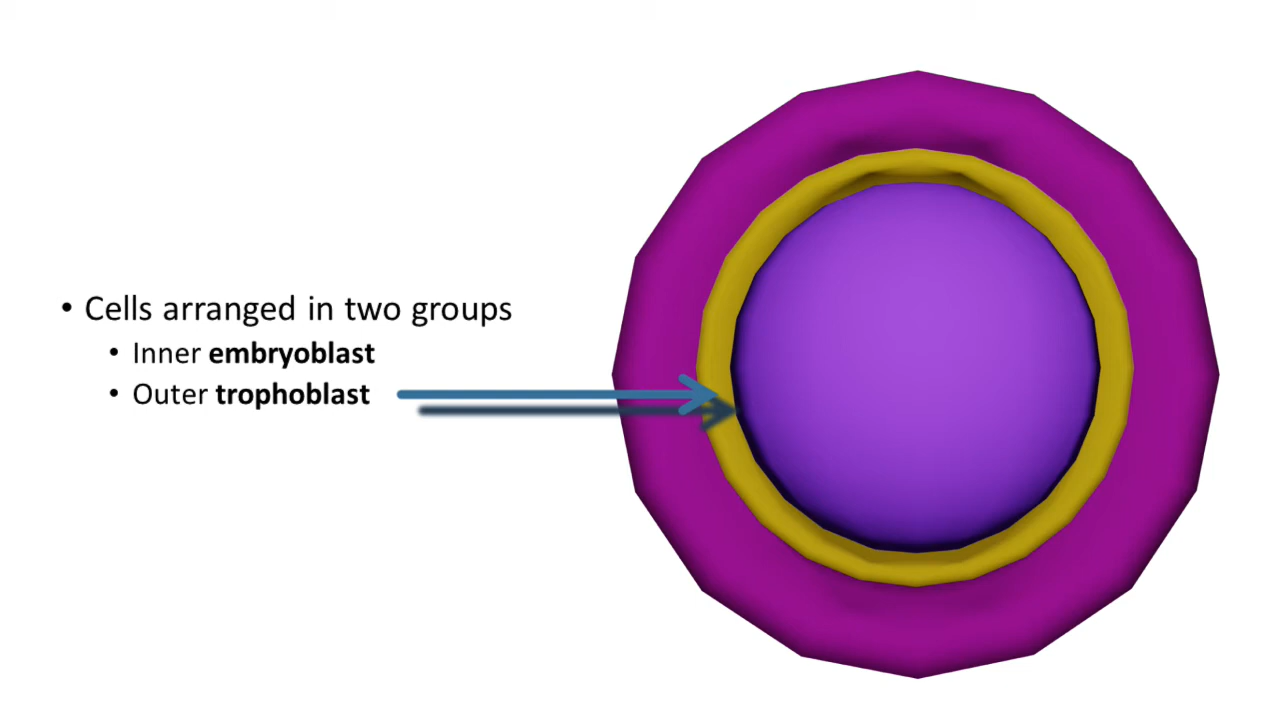 • Cells arranged in two groups
• Inner embryoblast
• Outer trophoblast